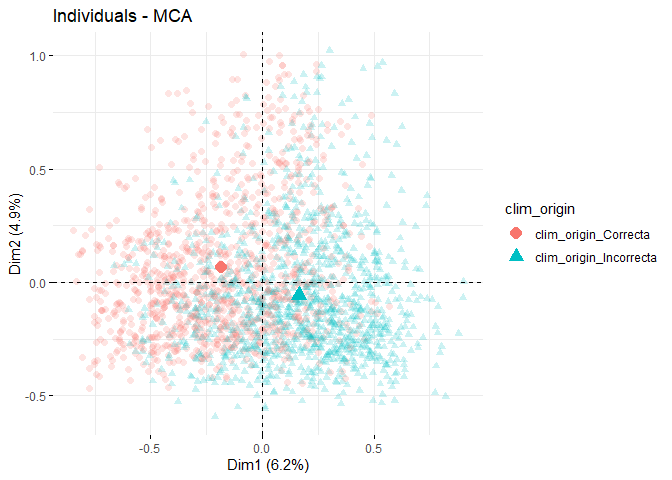 Individuals - MCA
1.0
0.5
0.0
-0.5
Dim2 (4.9%)
-0.5
0.0
0.5
Dim1 (6.2%)
clim_origin
clim_origin_Correcta
clim_origin_Incorrecta